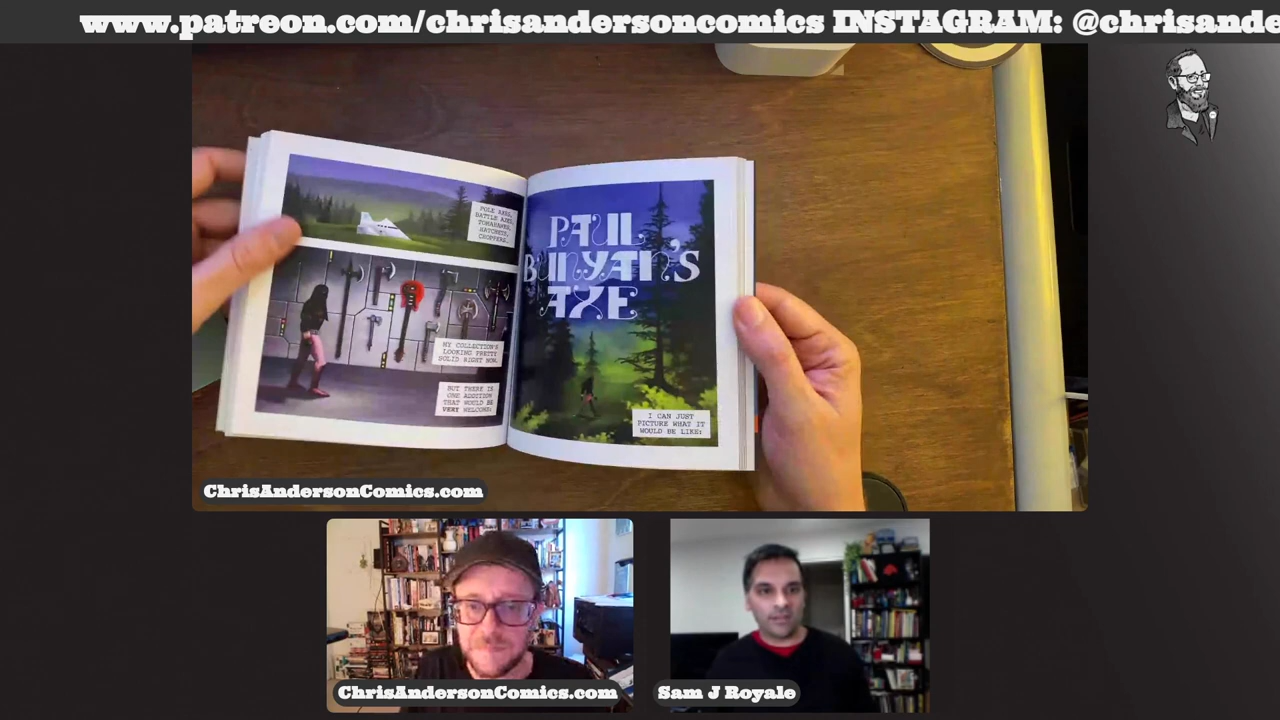 www.patreon.com/chrisandersoncomics INSTAGRAM: @chrisande
POLE AXES,
BATTLE AXES,
TOMAHAWKS,
HATCHETS,
CHOPPERS.
MY COLLECTION'S
LOOKING PRETTY
SOLID RIGHT NOW.
BUT THERE IS
ONE ADDITION
THAT WOULD BE
VERY WELCOME:
PAUL
BUNYAN'S
AXE
I CAN JUST
PICTURE WHAT IT
WOULD BE LIKE:
ChrisAndersonComics.com
ChrisAndersonComics.com
Sam J Royale